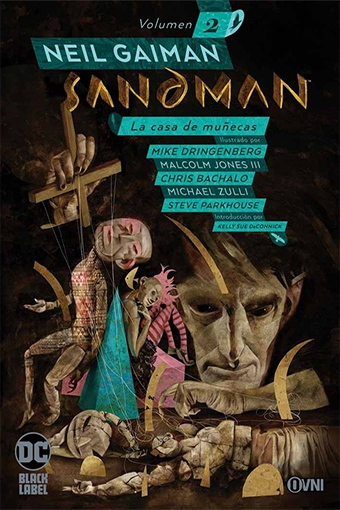 Volumen 2
NEIL GAIMAN
SANDMAN
La casa de muñecas
Ilustrado por
MIKE DRINGENBERG
MALCOLM JONES III
CHRIS BACHALO
MICHAEL ZULLI
STEVE PARKHOUSE
Introducción por
KELLY SUE DeCONNICK
DC
BLACK
LABEL
OVNI